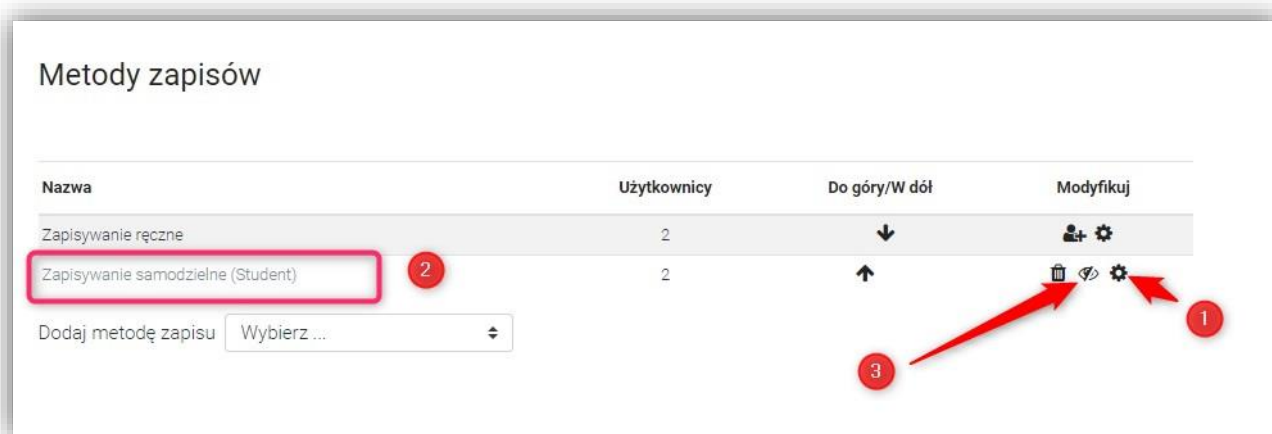 Metody zapisów
Nazwa Użytkownicy Do góry/W dół Modyfikuj
Zapisywanie ręczne 2
Zapisywanie samodzielne (Student) 2 2
Dodaj metodę zapisu Wybierz ...
1
3